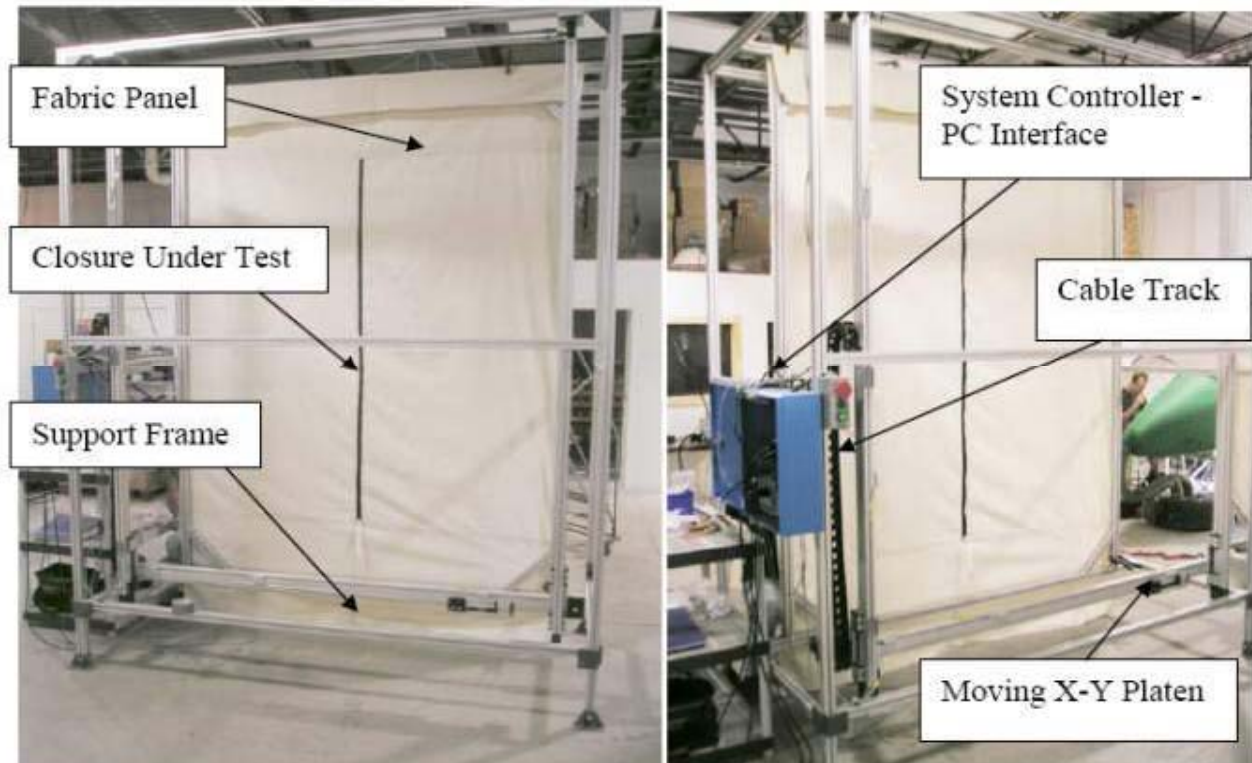 Fabric Panel
Closure Under Test
Support Frame
System Controller -
PC Interface
Cable Track
Moving X-Y Platen